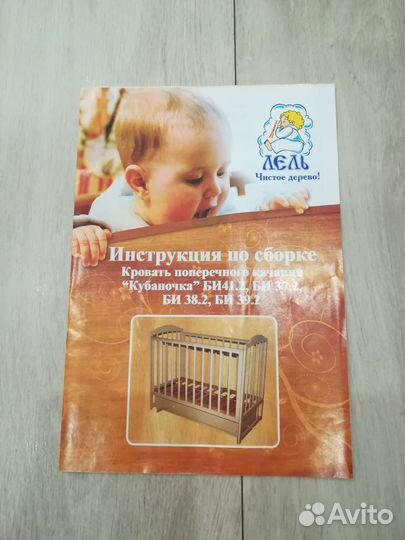 ЛЕЛЬ
Чистое дерево!
Инструкция по сборке
Кровать поперечного качания
“Кубаночка” БИ41.2, БИ 37.2,
БИ 38.2, БИ 39.2
Avito